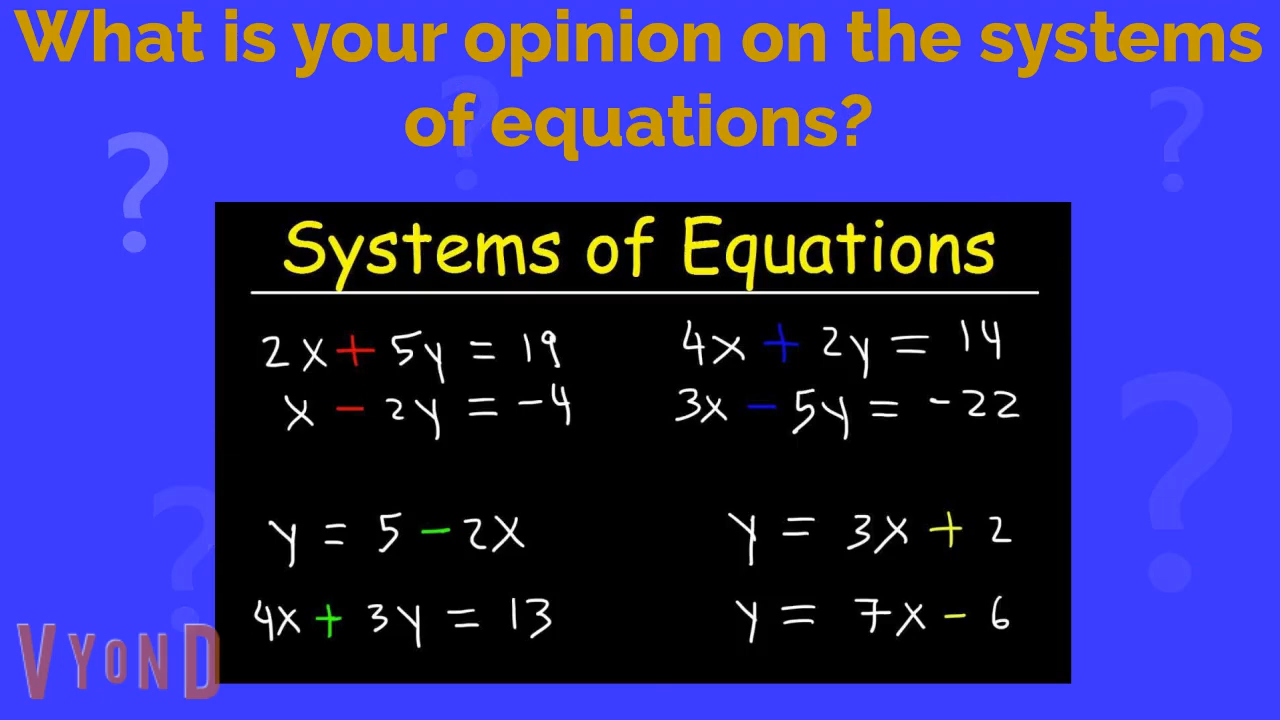 What is your opinion on the systems
of equations?
Systems of Equations
2x + 5y = 19
x - 2y = -4
4x + 2y = 14
3x - 5y = -22
y = 5 - 2x
4x + 3y = 13
y = 3x + 2
y = 7x - 6
VYOND